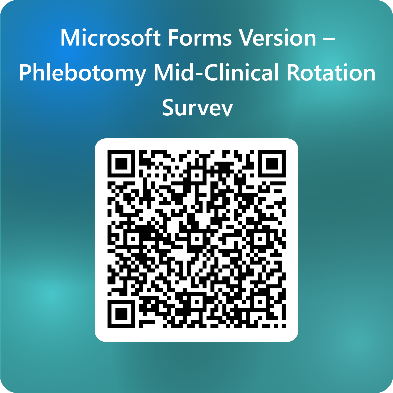 Microsoft Forms Version –
Phlebotomy Mid-Clinical Rotation
Survey